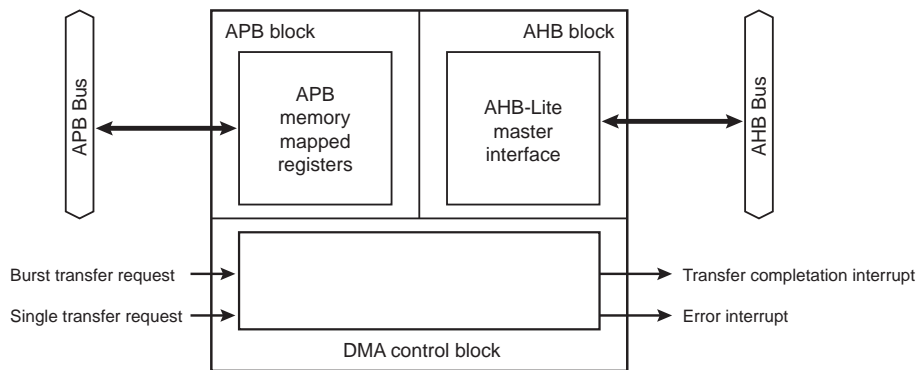 APB block
AHB block
APB Bus
APB
memory
mapped
registers
AHB-Lite
master
interface
AHB Bus
Burst transfer request
Transfer completation interrupt
Single transfer request
Error interrupt
DMA control block